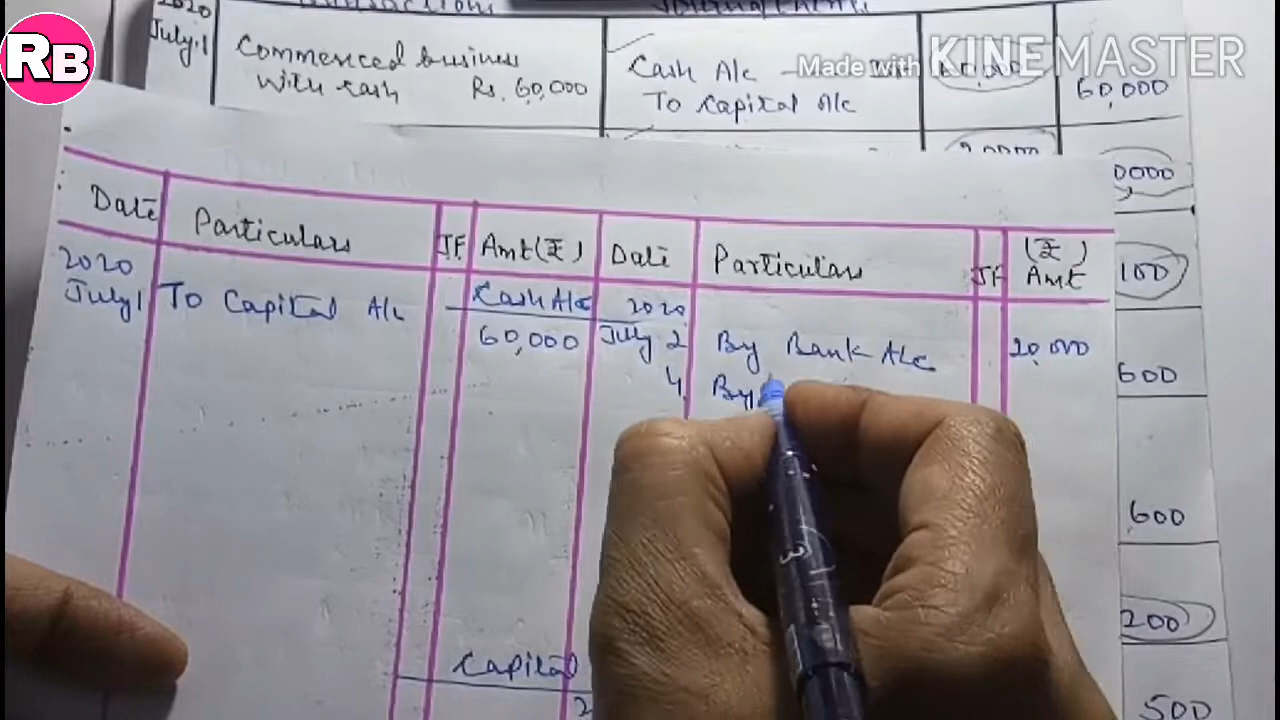 RB
2020
July.1
Commenced business
with cash Rs. 60,000
Cash A/c
To Capital A/c
60,000
Made with KINEMASTER
0000
100
600
600
200
500
Date Particulars JF Amt (₹) Date Particulars JF (₹) Amt
Cash A/c
2020
July 1 To Capital A/c 60,000
2020
July 2 By Bank A/c 20,000
4 By
Capital